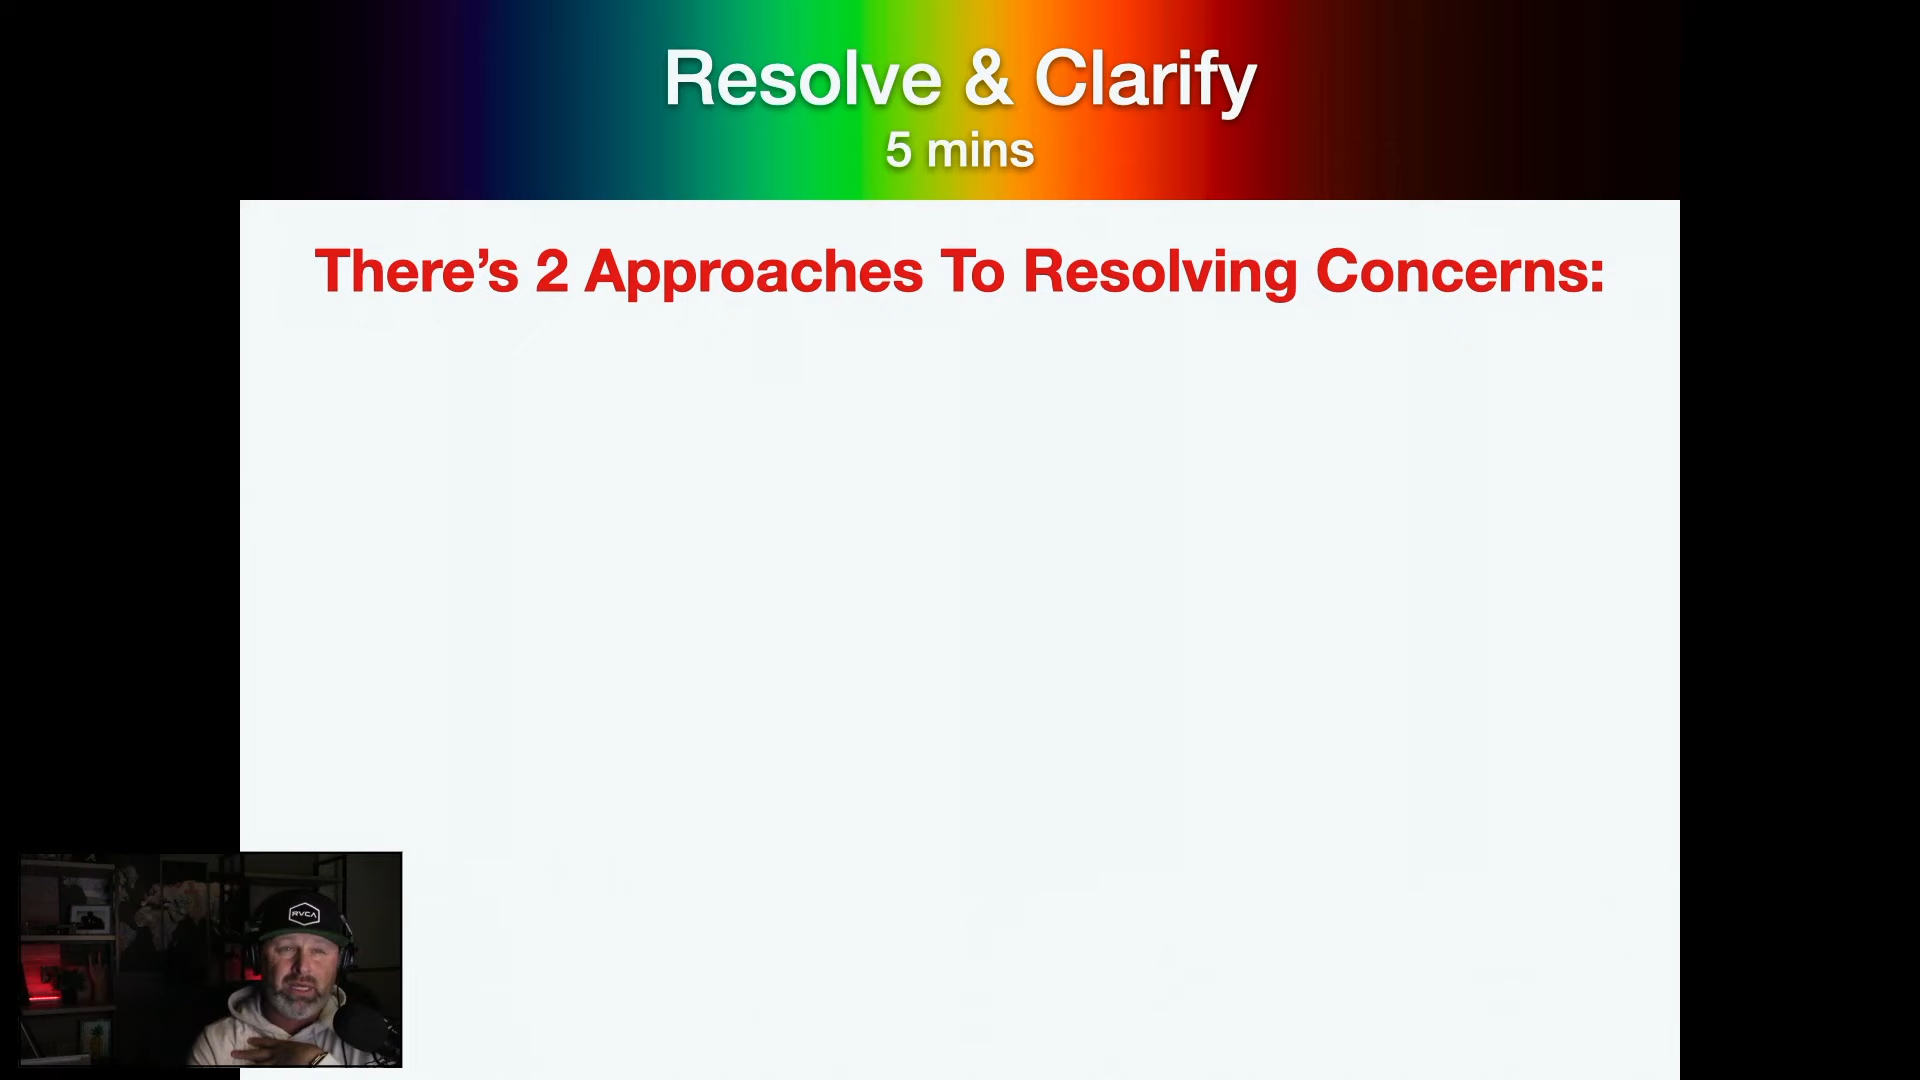 Resolve & Clarify
5 mins
There’s 2 Approaches To Resolving Concerns:
RVCA